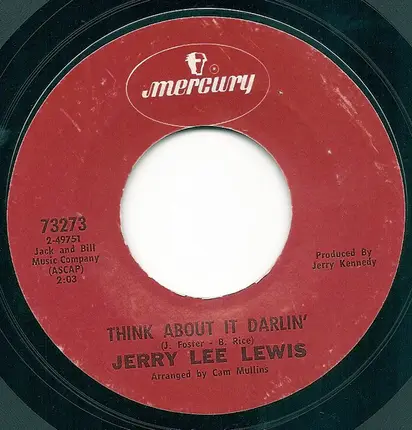 mercury
73273
2-49751
Jack and Bill
Music Company
(ASCAP)
2:03
Produced By
Jerry Kennedy
THINK ABOUT IT DARLIN'
(J. Foster - B. Rice)
JERRY LEE LEWIS
Arranged by Cam Mullins